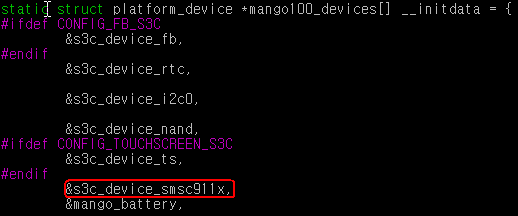 static struct platform_device *mango100_devices[] __initdata = {
#ifdef CONFIG_FB_S3C
&s3c_device_fb,
#endif
&s3c_device_rtc,
&s3c_device_i2c0,
&s3c_device_nand,
#ifdef CONFIG_TOUCHSCREEN_S3C
&s3c_device_ts,
#endif
&s3c_device_smsc911x,
&mango_battery,